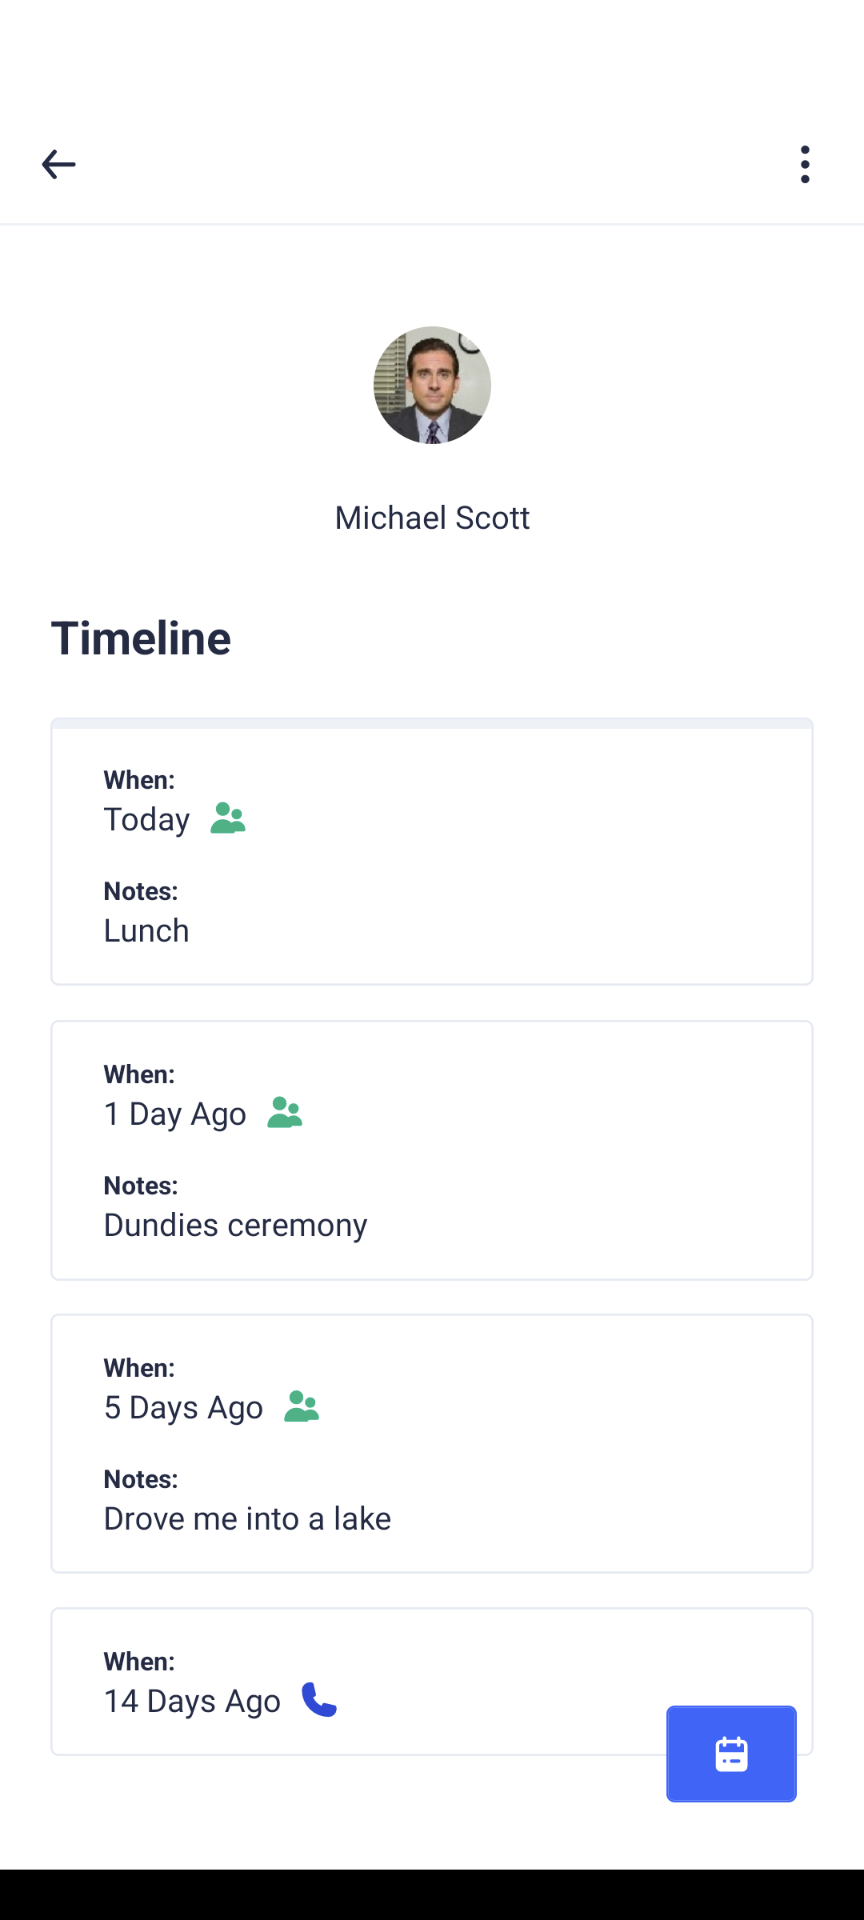 Michael Scott
Timeline
When:
Today
Notes:
Lunch
When:
1 Day Ago
Notes:
Dundies ceremony
When:
5 Days Ago
Notes:
Drove me into a lake
When:
14 Days Ago